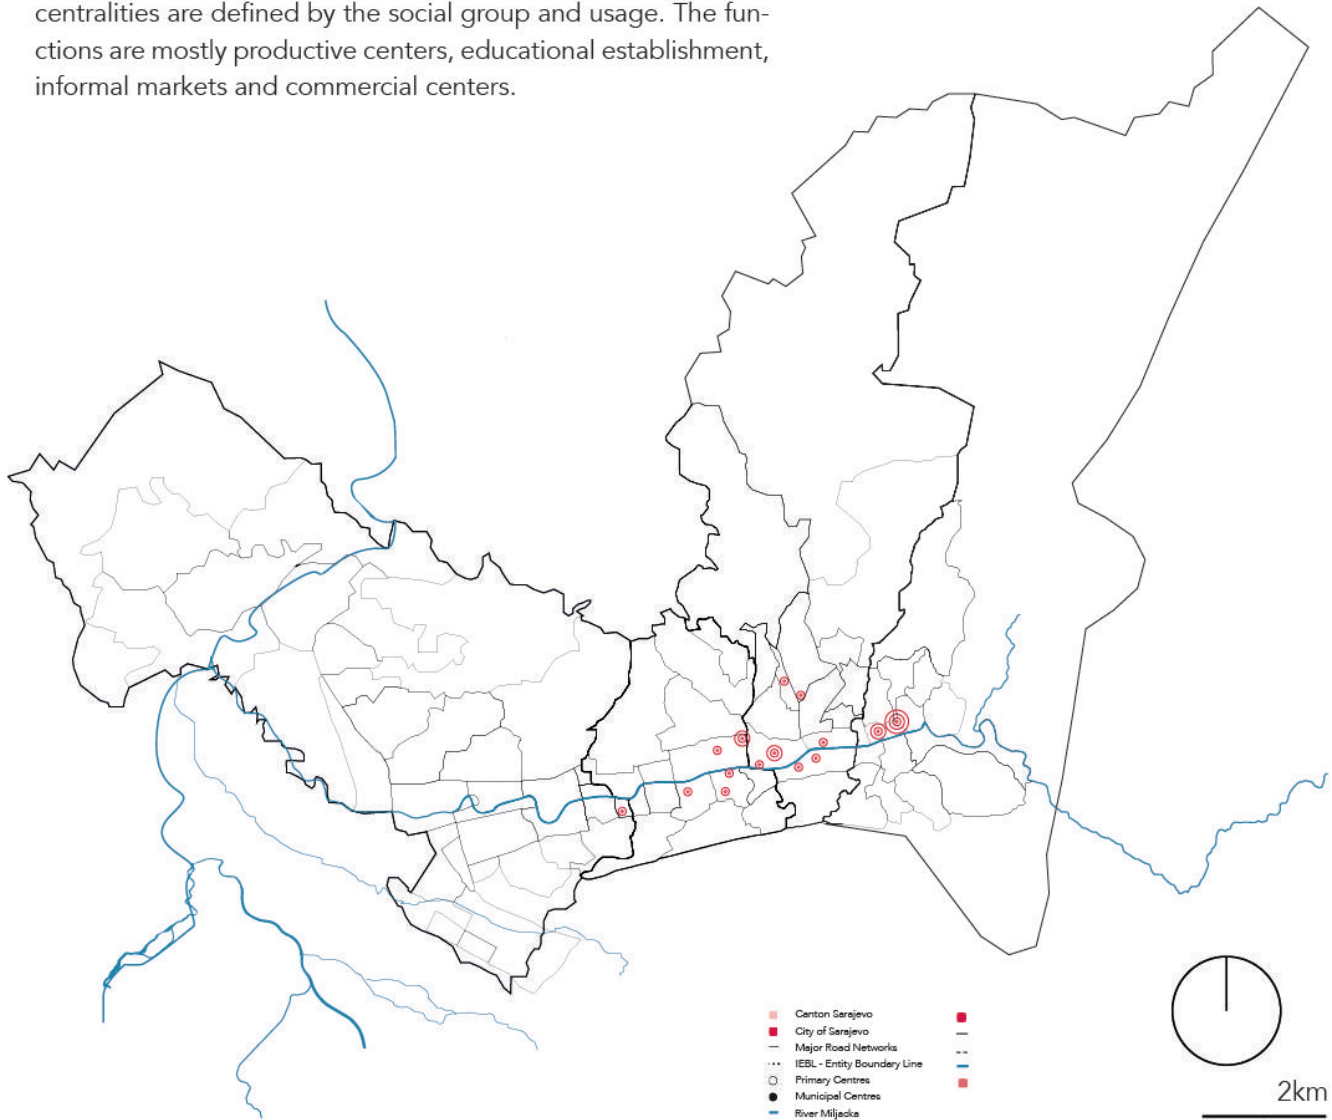 centralities are defined by the social group and usage. The fun-
ctions are mostly productive centers, educational establishment,
informal markets and commercial centers.
Canton Sarajevo
City of Sarajevo
Major Road Networks
IEBL - Entity Boundary Line
Primary Centres
Municipal Centres
River Miljacka
2km